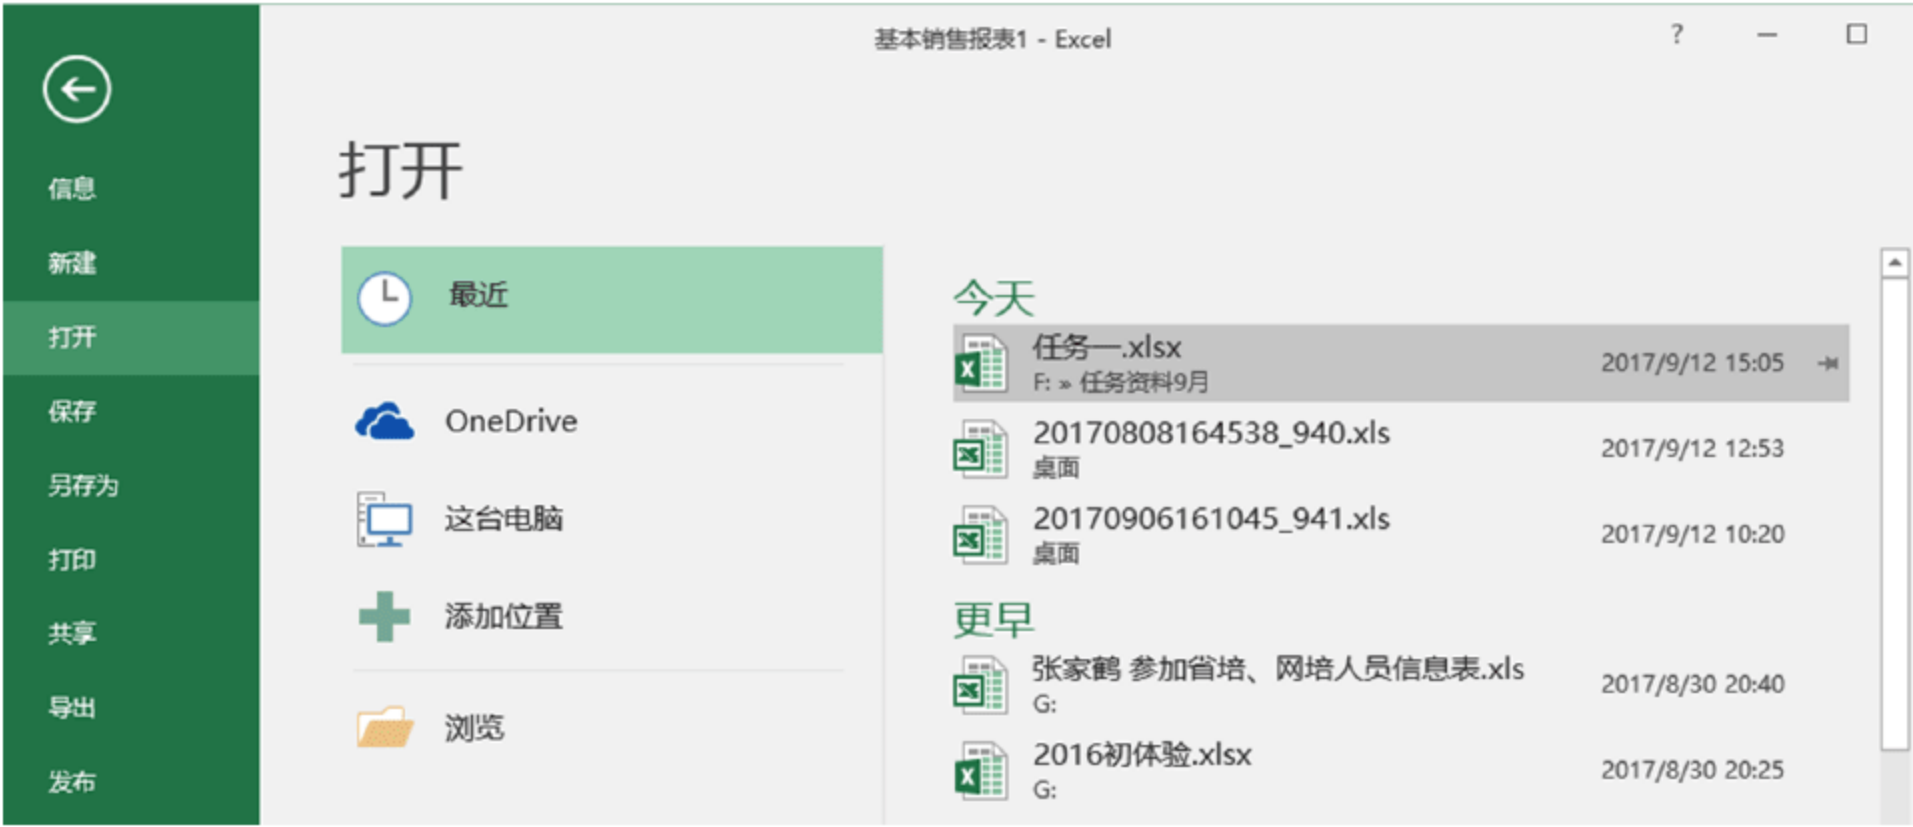 基本销售报表1 - Excel
?
信息
新建
打开
保存
另存为
打印
共享
导出
发布
打开
最近
OneDrive
这台电脑
添加位置
浏览
今天
任务一.xlsx
F: » 任务资料9月
2017/9/12 15:05
20170808164538_940.xls
桌面
2017/9/12 12:53
20170906161045_941.xls
桌面
2017/9/12 10:20
更早
张家鹤 参加省培、网培人员信息表.xls
G:
2017/8/30 20:40
2016初体验.xlsx
G:
2017/8/30 20:25